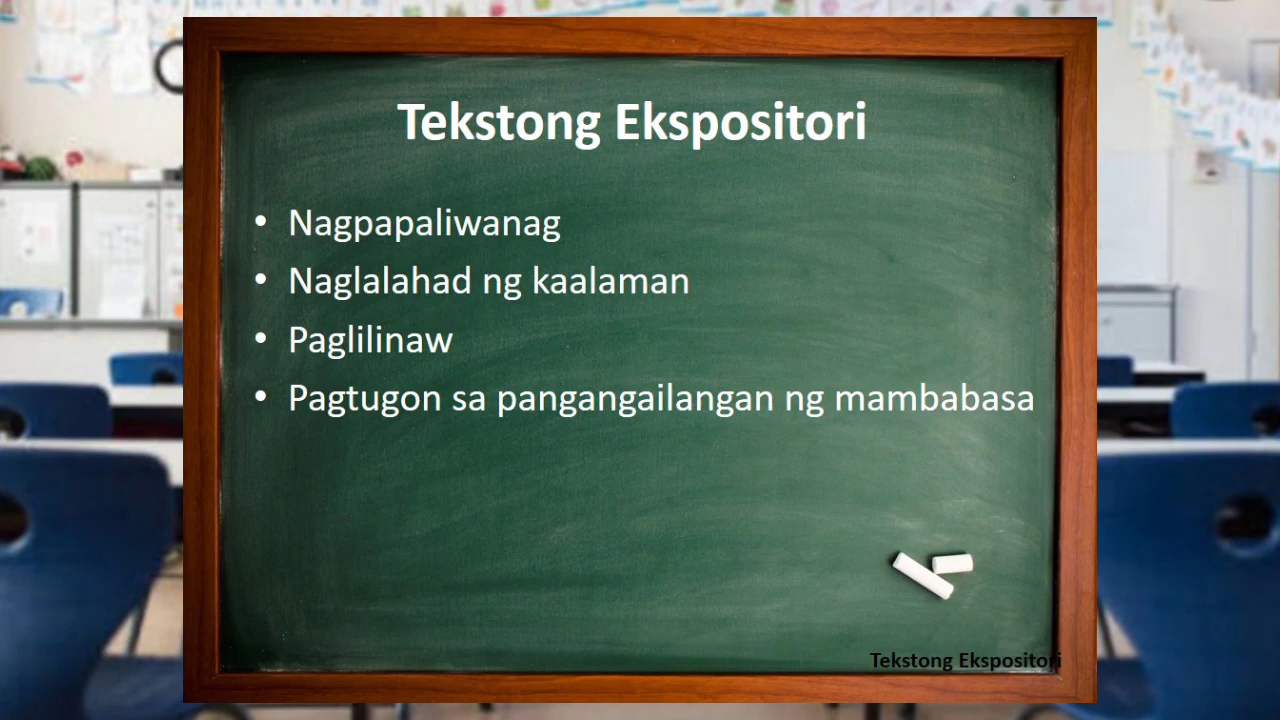 Tekstong Ekspositori
• Nagpapaliwanag
• Naglalahad ng kaalaman
• Paglilinaw
• Pagtugon sa pangangailangan ng mambabasa
Tekstong Ekspositori